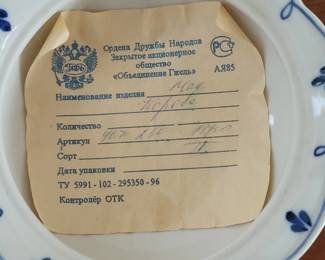 Ордена Дружбы Народов
Закрытое акционерное
общество
«Объединение Гжель»
РСТ
АЯ85
Наименование изделия
Количество
Артикул
Сорт
Дата упаковки
ТУ 5991-102-295350-96
Контролёр ОТК